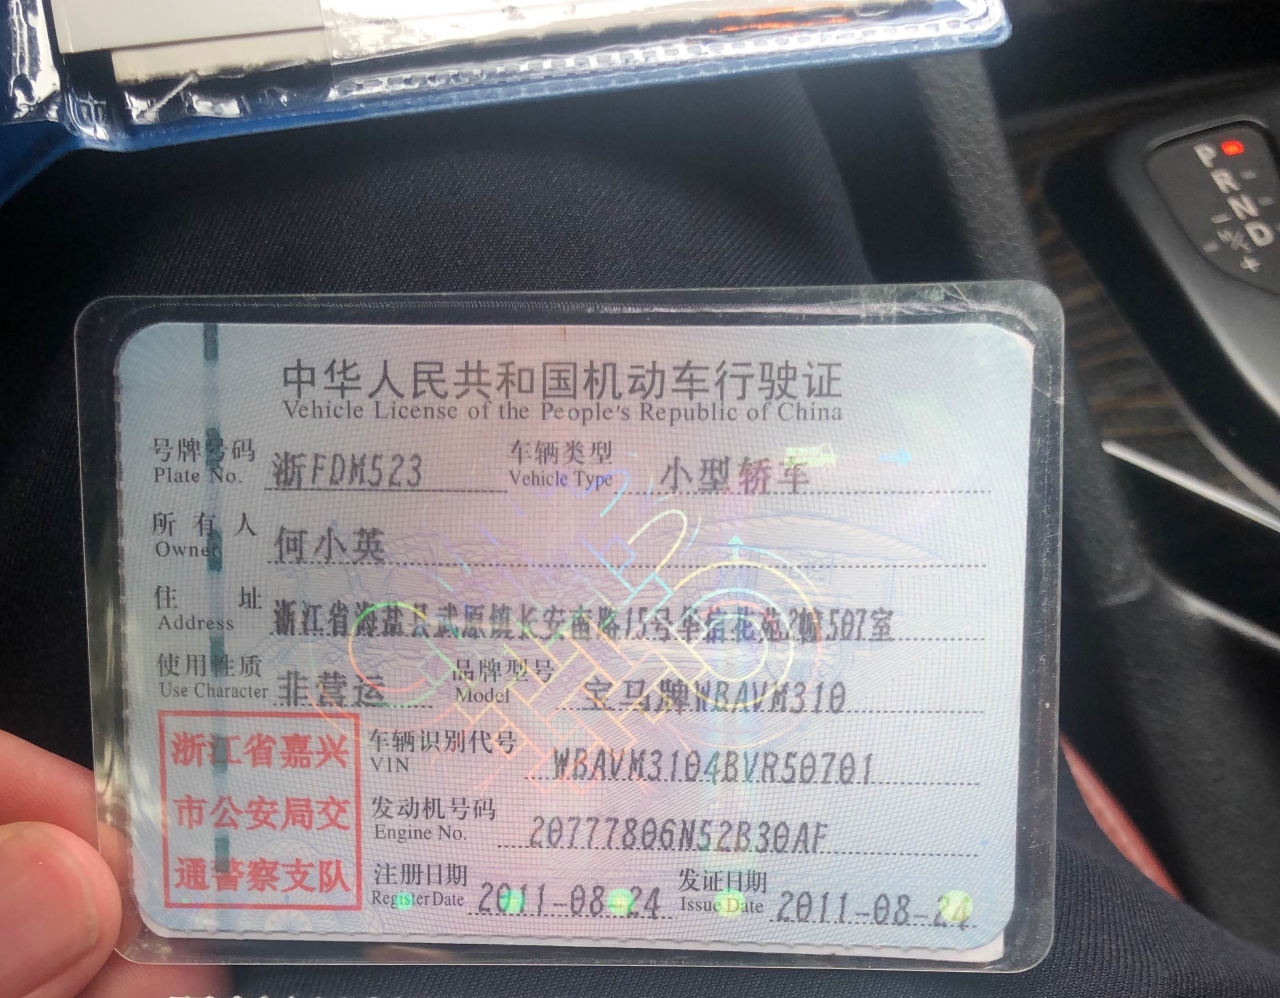 P
R
N
D
+
中华人民共和国机动车行驶证
Vehicle License of the People's Republic of China
号牌号码 浙FDM523 车辆类型 小型轿车
Plate No. Vehicle Type
所有人 何小英
Owner
住址 浙江省海盐县武原镇长安南路15号华信花苑2幢507室
Address
使用性质 非营运 品牌型号 宝马牌WBAVM310
Use Character Model
浙江省嘉兴
市公安局交
通警察支队
车辆识别代号 WBAVM3104BVR50701
VIN
发动机号码 20777806N52B30AF
Engine No.
注册日期 2011-08-24 发证日期 2011-08-24
Register Date Issue Date